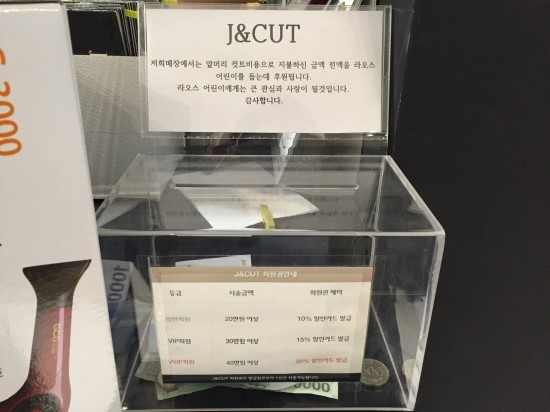 J&CUT
저희매장에서는 앞머리 컷트비용으로 지불하신 금액 전액을 라오스
어린이를 돕는데 후원됩니다.
라오스 어린이에게는 큰 관심과 사랑이 될것입니다.
감사합니다.
3000
J&CUT 회원권안내
등급 시술금액 회원권 혜택
일반회원 20만원 이상 10% 할인카드 발급
VIP회원 30만원 이상 15% 할인카드 발급
VVIP회원 40만원 이상 20% 할인카드 발급
1000
0000